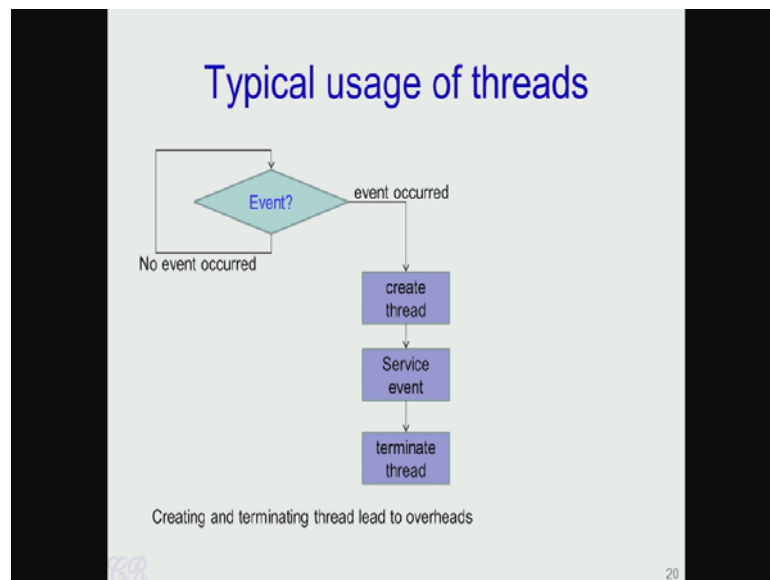 Typical usage of threads
Event?
event occurred
No event occurred
create
thread
Service
event
terminate
thread
Creating and terminating thread lead to overheads
CR
20